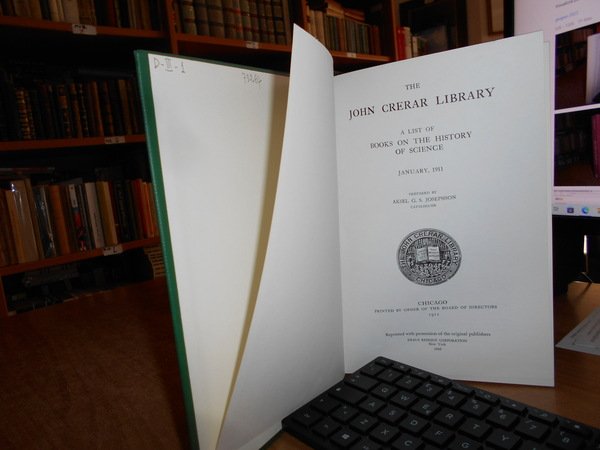 D-III-1
THE
JOHN CRERAR LIBRARY
A LIST OF
BOOKS ON THE HISTORY
OF SCIENCE
JANUARY, 1911
PREPARED BY
AKSEL G. S. JOSEPHSON
CATALOGUER
THE JOHN CRERAR LIBRARY
CHICAGO
CHICAGO
PRINTED BY ORDER OF THE BOARD OF DIRECTORS
1911
Reprinted with permission of the original publishers
KRAUS REPRINT CORPORATION
New York